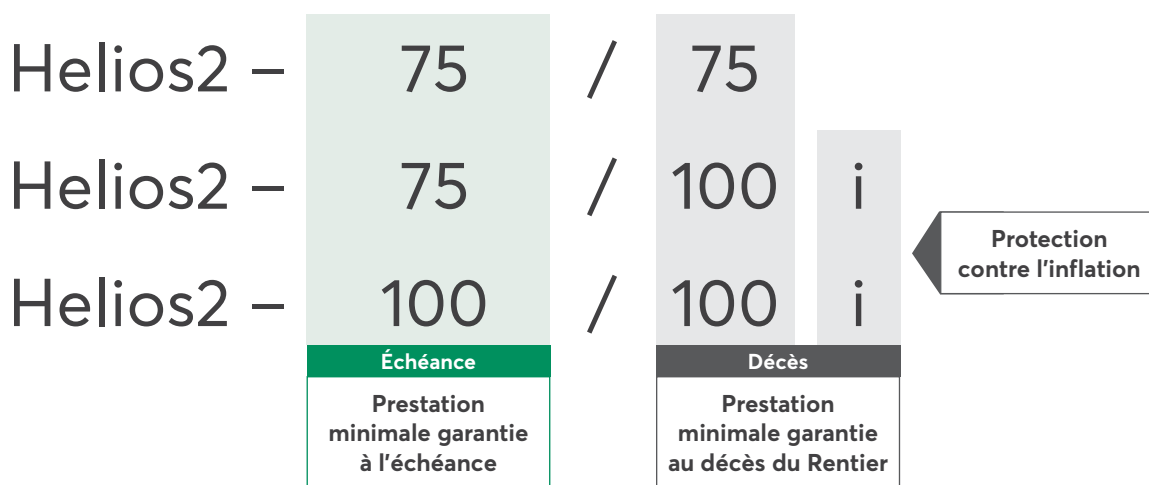 Helios2 – 75 / 75
Helios2 – 75 / 100 i
Helios2 – 100 / 100 i
Protection
contre l'inflation
Échéance
Prestation
minimale garantie
à l'échéance
Décès
Prestation
minimale garantie
au décès du Rentier